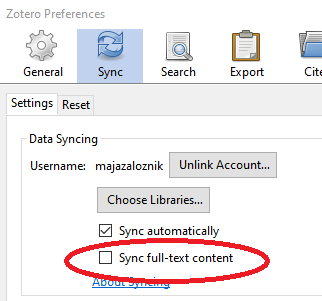 Zotero Preferences
General Sync Search Export Cite
Settings Reset
Data Syncing
Username: majazaloznik Unlink Account...
Choose Libraries...
Sync automatically
Sync full-text content
About Syncing